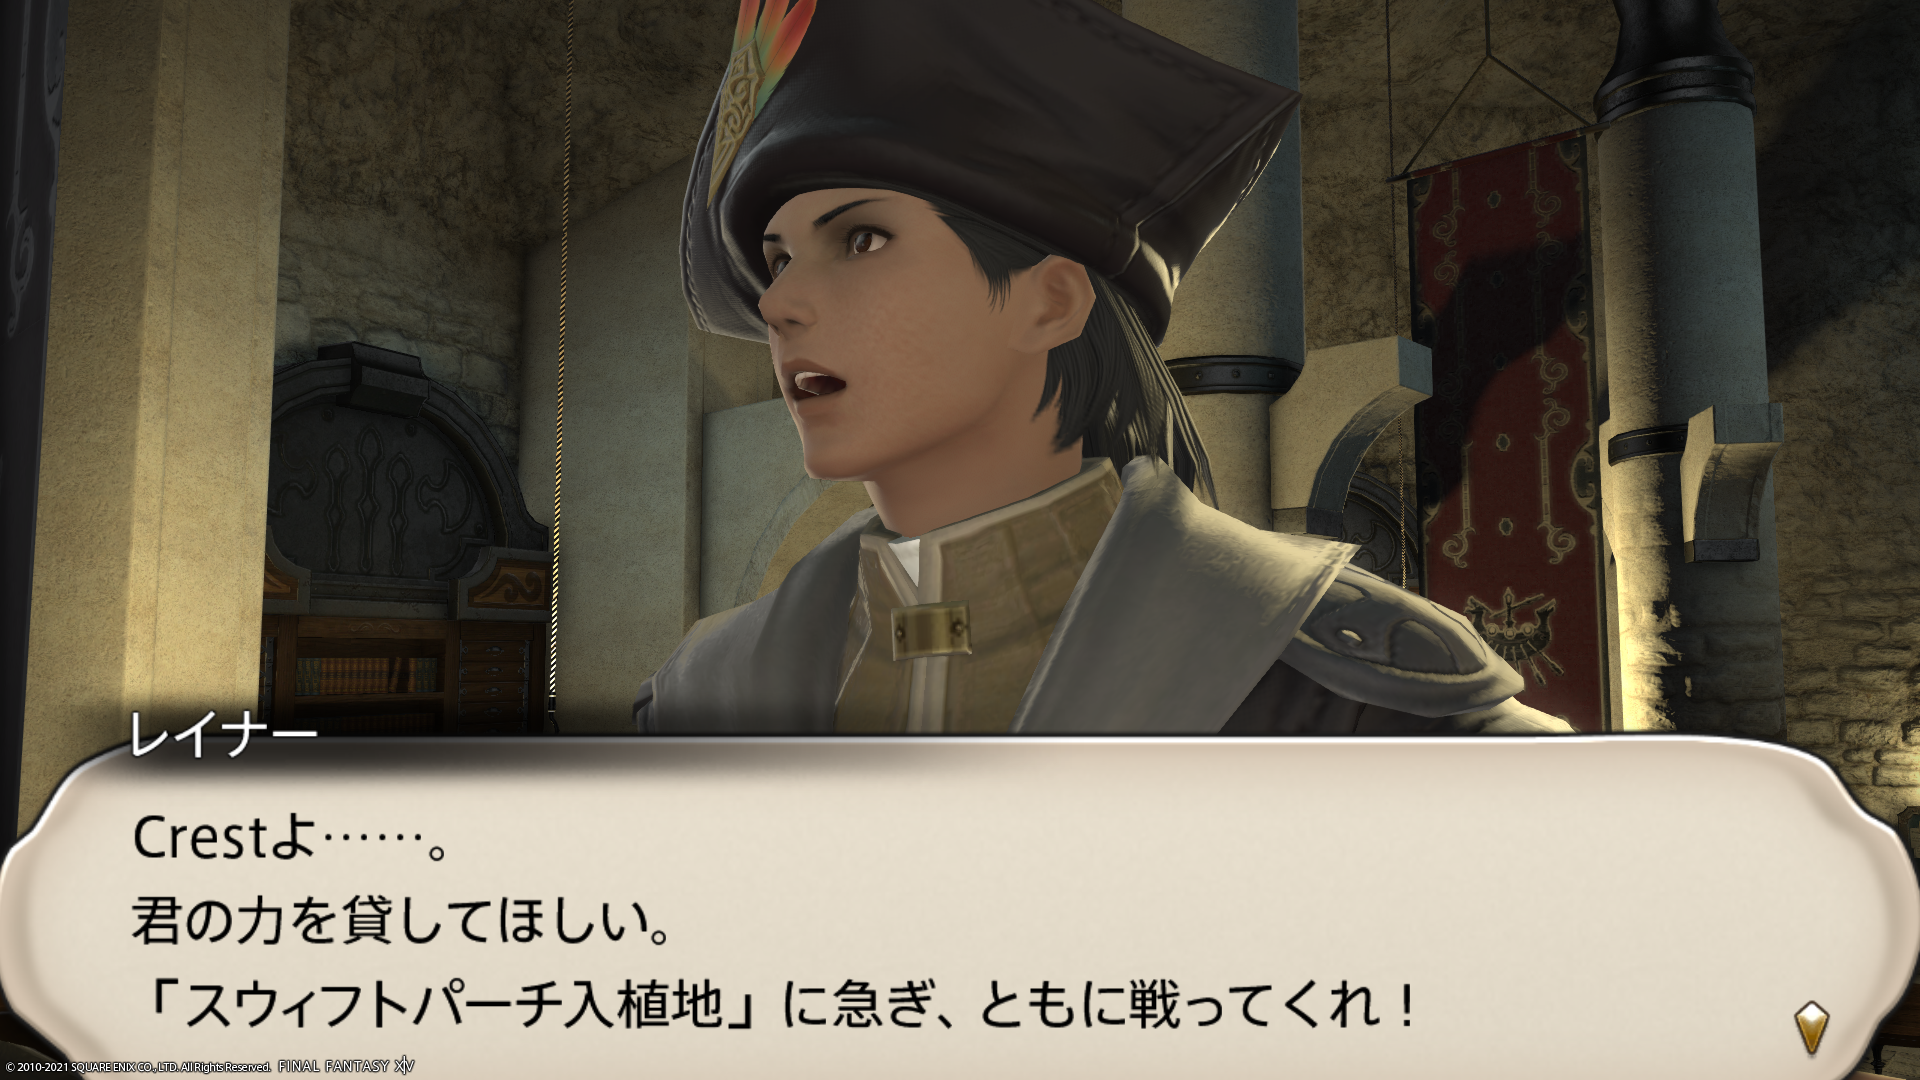 レイナー
Crestよ……。
君の力を貸してほしい。
「スウィフトパーチ入植地」に急ぎ、ともに戦ってくれ！
© 2010-2021 SQUARE ENIX CO., LTD. All Rights Reserved. FINAL FANTASY XIV